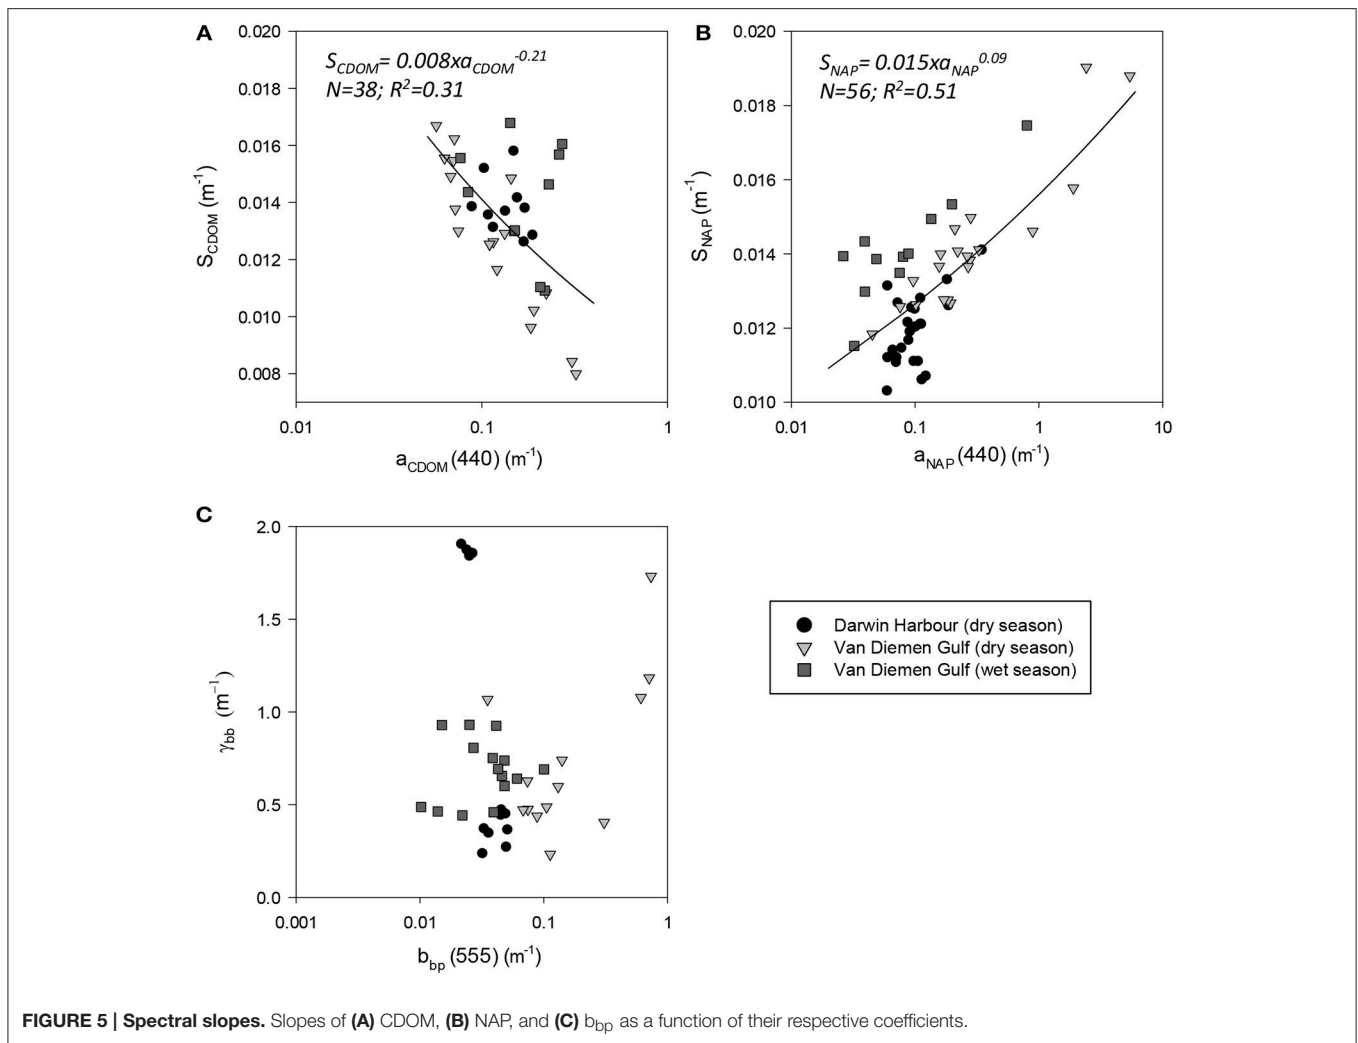 A
S_CDOM = 0.008xa_CDOM^-0.21
N=38; R²=0.31
0.020
0.018
0.016
0.014
0.012
0.010
0.008
S_CDOM (m⁻¹)
0.01 0.1 1
a_CDOM (440) (m⁻¹)
B
S_NAP = 0.015xa_NAP^0.09
N=56; R²=0.51
0.020
0.018
0.016
0.014
0.012
0.010
S_NAP (m⁻¹)
0.01 0.1 1 10
a_NAP (440) (m⁻¹)
C
2.0
1.5
1.0
0.5
0.0
γ_bb (m⁻¹)
0.001 0.01 0.1 1
b_bp (555) (m⁻¹)
Darwin Harbour (dry season)
Van Diemen Gulf (dry season)
Van Diemen Gulf (wet season)
FIGURE 5 | Spectral slopes. Slopes of (A) CDOM, (B) NAP, and (C) b_bp as a function of their respective coefficients.